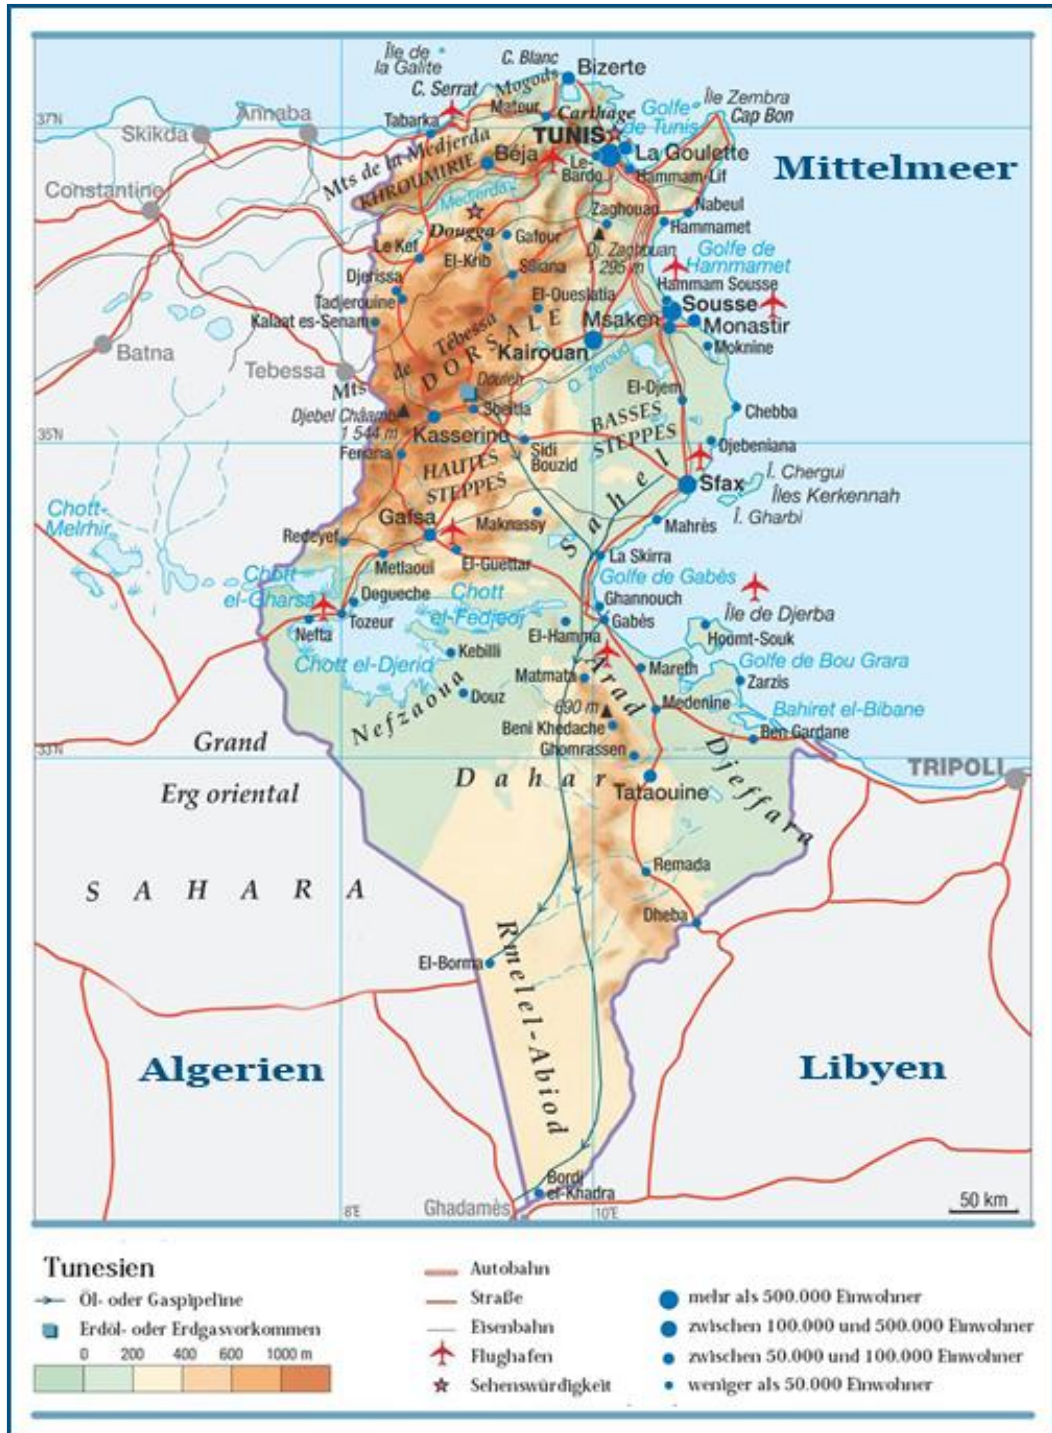 Île de
la Galite
C. Blanc
Bizerte
Mogods
C. Serrat
Mateur
Carthage
Golfe
de Tunis
Île Zembra
Cap Bon
37°N
Annaba
Skikda
Tabarka
TUNIS
La Goulette
Mittelmeer
Mts de la Medjerda
KHROUMIRIE
Béja
Le-
Bardo
Hammam-Lif
Constantine
Medjerda
Zaghouan
Nabeul
Hammamet
Dougga
Gafour
Le Kef
El-Krib
Dj. Zaghouan
1 295 m
Golfe de
Hammamet
Djerissa
Siliana
Hammam Sousse
Tadjerouine
El-Oueslatia
Sousse
Kalaat es-Senam
Msaken
Monastir
Batna
Tebessa
Mts de Tébessa
DORSALE
Kairouan
Moknine
O. Zeroud
Douleh
El-Djem
Djebel Châambi
1 544 m
Sbeitla
Chebba
BASSES
STEPPES
Kasserine
35°N
Feriana
Sidi
Bouzid
Djebeniana
HAUTES
STEPPES
Sahel
Sfax
Î. Chergui
Îles Kerkennah
Î. Gharbi
Chott-
Melrhir
Gafsa
Maknassy
Mahrès
Redeyef
Metlaoui
El-Guettar
La Skirra
Chott
el-Gharsa
Golfe de Gabès
Degueche
Chott
el-Fedjedj
Ghannouch
Île de Djerba
Nefta
Tozeur
El-Hamma
Gabès
Houmt-Souk
Chott el-Djerid
Kebilli
Mareth
Golfe de Bou Grara
Matmata
Arad
Zarzis
Nefzaoua
Douz
690 m
Medenine
Bahiret el-Bibane
Beni Khedache
Ben Gardane
Grand
Erg oriental
33°N
Ghomrassen
Dahar
Djeffara
TRIPOLI
Tataouine
SAHARA
Remada
Dheba
El-Borma
Rmelel-Abiod
Algerien
Libyen
Bordj
el-Khadra
Ghadamès
8°E
10°E
50 km
Tunesien
Öl- oder Gaspipeline
Erdöl- oder Erdgasvorkommen
0 200 400 600 1000 m
Autobahn
Straße
Eisenbahn
Flughafen
Sehenswürdigkeit
mehr als 500.000 Einwohner
zwischen 100.000 und 500.000 Einwohner
zwischen 50.000 und 100.000 Einwohner
weniger als 50.000 Einwohner